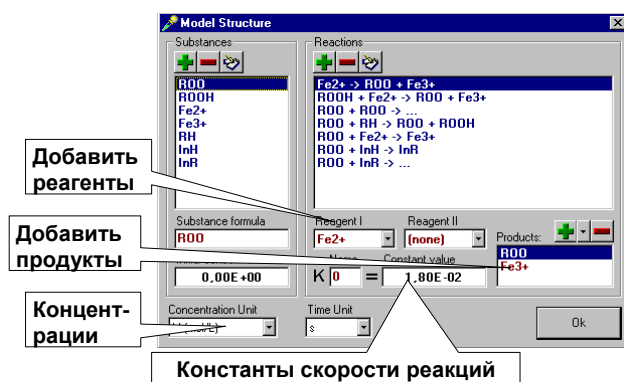 Model Structure
Substances
ROO
ROOH
Fe2+
Fe3+
RH
InH
InR
Reactions
Fe2+ -> ROO + Fe3+
ROOH + Fe2+ -> ROO + Fe3+
ROO + ROO -> ...
ROO + RH -> ROO + ROOH
ROO + Fe2+ -> Fe3+
ROO + InH -> InR
ROO + InR -> ...
Добавить
реагенты
Substance formula
ROO
Reagent I
Reagent II
Fe2+
(none)
Products:
ROO
Fe3+
Добавить
продукты
0,00E+00
Constant value
K 0 = 1,80E-02
Концент-
рации
Concentration Unit
Time Unit
s
Ok
Константы скорости реакций